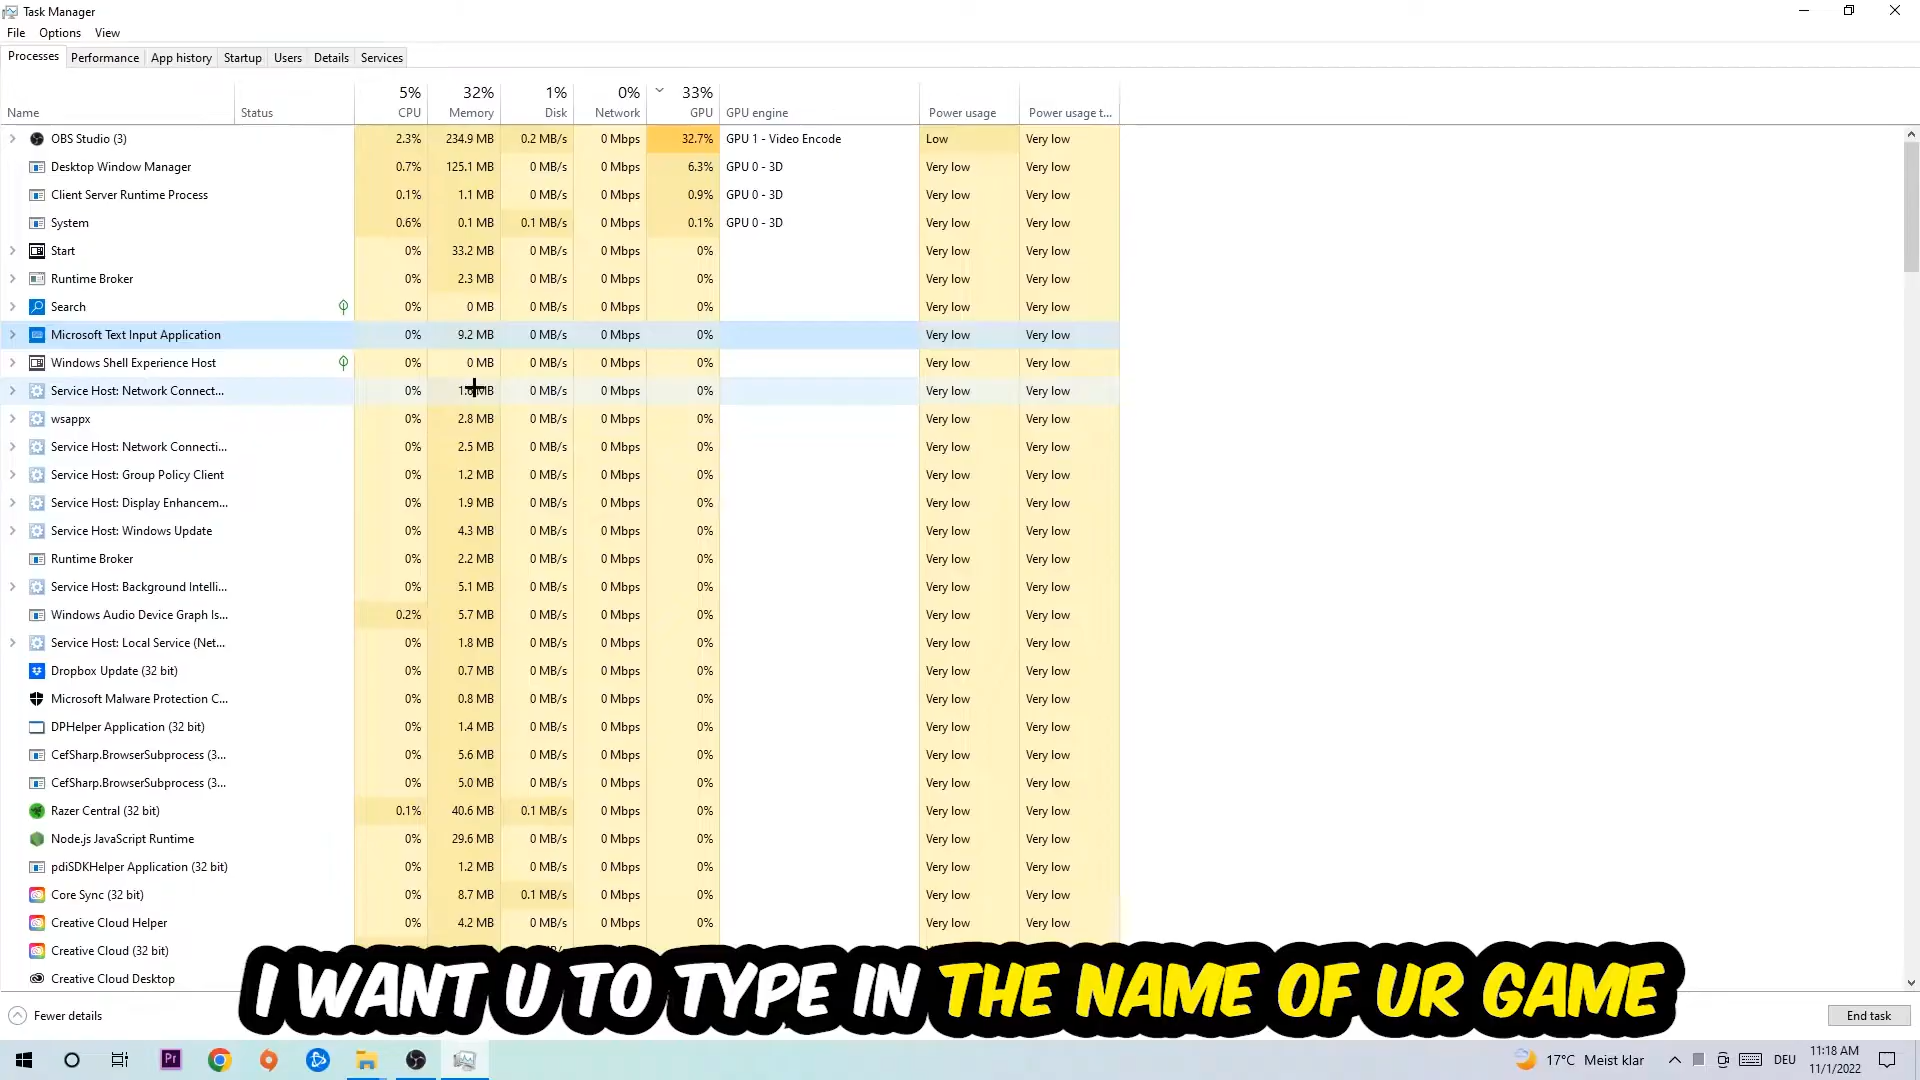 Task Manager
File Options View
Processes Performance App history Startup Users Details Services
5% 32% 1% 0% 33%
Name Status CPU Memory Disk Network GPU GPU engine Power usage Power usage t...
OBS Studio (3) 2.3% 234.9 MB 0.2 MB/s 0 Mbps 32.7% GPU 1 - Video Encode Low Very low
Desktop Window Manager 0.7% 125.1 MB 0 MB/s 0 Mbps 6.3% GPU 0 - 3D Very low Very low
Client Server Runtime Process 0.1% 1.1 MB 0 MB/s 0 Mbps 0.9% GPU 0 - 3D Very low Very low
System 0.6% 0.1 MB 0.1 MB/s 0 Mbps 0.1% GPU 0 - 3D Very low Very low
Start 0% 33.2 MB 0 MB/s 0 Mbps 0% Very low Very low
Runtime Broker 0% 2.3 MB 0 MB/s 0 Mbps 0% Very low Very low
Search 0% 0 MB 0 MB/s 0 Mbps 0% Very low Very low
Microsoft Text Input Application 0% 9.2 MB 0 MB/s 0 Mbps 0% Very low Very low
Windows Shell Experience Host 0% 0 MB 0 MB/s 0 Mbps 0% Very low Very low
Service Host: Network Connect... 0% MB 0 MB/s 0 Mbps 0% Very low Very low
wsappx 0% 2.8 MB 0 MB/s 0 Mbps 0% Very low Very low
Service Host: Network Connecti... 0% 2.5 MB 0 MB/s 0 Mbps 0% Very low Very low
Service Host: Group Policy Client 0% 1.2 MB 0 MB/s 0 Mbps 0% Very low Very low
Service Host: Display Enhancem... 0% 1.9 MB 0 MB/s 0 Mbps 0% Very low Very low
Service Host: Windows Update 0% 4.3 MB 0 MB/s 0 Mbps 0% Very low Very low
Runtime Broker 0% 2.2 MB 0 MB/s 0 Mbps 0% Very low Very low
Service Host: Background Intelli... 0% 5.1 MB 0 MB/s 0 Mbps 0% Very low Very low
Windows Audio Device Graph Is... 0.2% 5.7 MB 0 MB/s 0 Mbps 0% Very low Very low
Service Host: Local Service (Net... 0% 1.8 MB 0 MB/s 0 Mbps 0% Very low Very low
Dropbox Update (32 bit) 0% 0.7 MB 0 MB/s 0 Mbps 0% Very low Very low
Microsoft Malware Protection C... 0% 0.8 MB 0 MB/s 0 Mbps 0% Very low Very low
DPHelper Application (32 bit) 0% 1.4 MB 0 MB/s 0 Mbps 0% Very low Very low
CefSharp.BrowserSubprocess (3... 0% 5.6 MB 0 MB/s 0 Mbps 0% Very low Very low
CefSharp.BrowserSubprocess (3... 0% 5.0 MB 0 MB/s 0 Mbps 0% Very low Very low
Razer Central (32 bit) 0.1% 40.6 MB 0.1 MB/s 0 Mbps 0% Very low Very low
Node.js JavaScript Runtime 0% 29.6 MB 0 MB/s 0 Mbps 0% Very low Very low
pdiSDKHelper Application (32 bit) 0% 1.2 MB 0 MB/s 0 Mbps 0% Very low Very low
Core Sync (32 bit) 0% 8.7 MB 0.1 MB/s 0 Mbps 0% Very low Very low
Creative Cloud Helper 0% 4.2 MB 0 MB/s 0 Mbps 0% Very low Very low
Creative Cloud (32 bit)
Creative Cloud Desktop
I WANT U TO TYPE IN THE NAME OF UR GAME
Fewer details End task
Pr 17°C Meist klar DEU 11:18 AM
11/1/2022